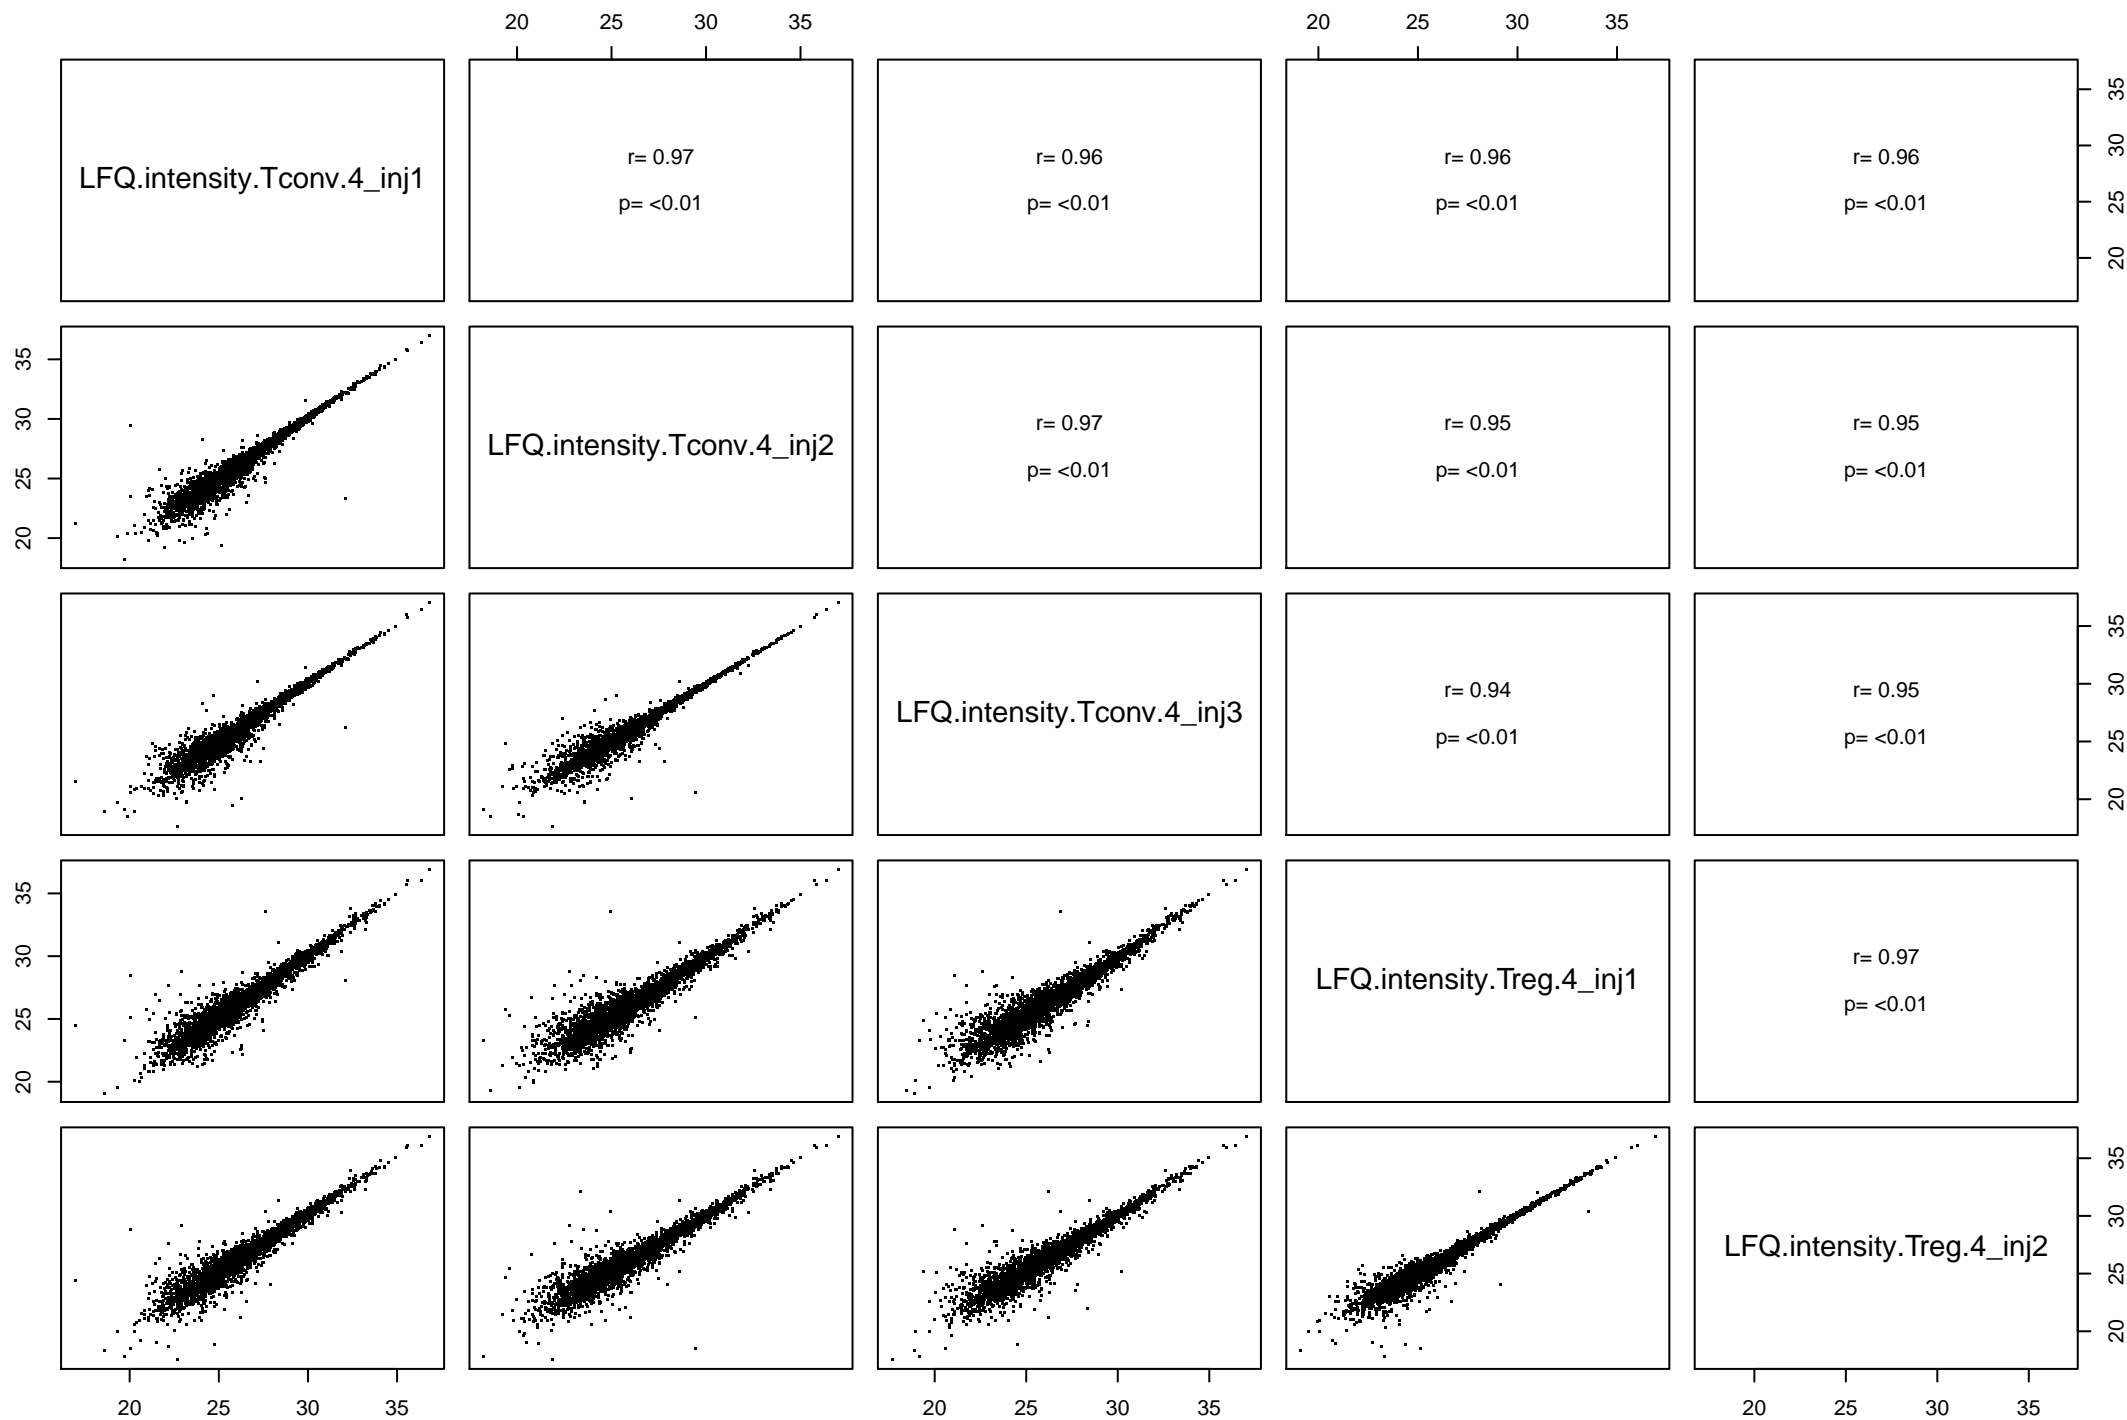 20 25 30 35 20 25 30 35
LFQ.intensity.Tconv.4_inj1
r= 0.97
p= <0.01
r= 0.96
p= <0.01
r= 0.96
p= <0.01
r= 0.96
p= <0.01
35
30
25
20
35
30
25
20
LFQ.intensity.Tconv.4_inj2
r= 0.97
p= <0.01
r= 0.95
p= <0.01
r= 0.95
p= <0.01
LFQ.intensity.Tconv.4_inj3
r= 0.94
p= <0.01
r= 0.95
p= <0.01
35
30
25
20
35
30
25
20
LFQ.intensity.Treg.4_inj1
r= 0.97
p= <0.01
LFQ.intensity.Treg.4_inj2
35
30
25
20
20 25 30 35 20 25 30 35 20 25 30 35